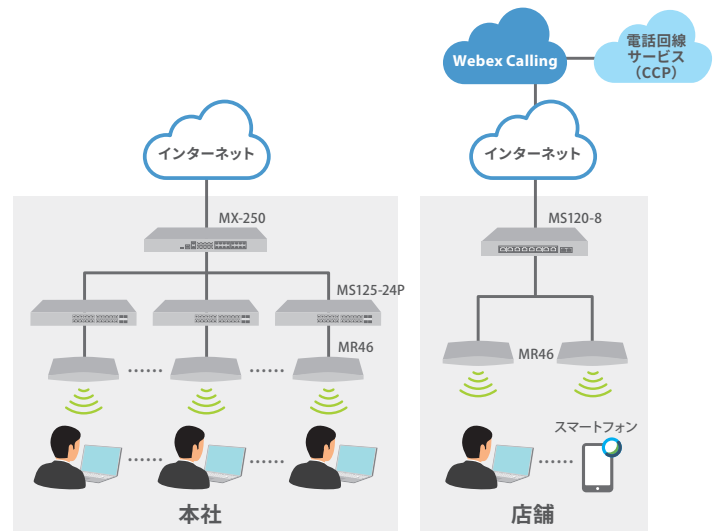 Webex Calling
電話回線
サービス
（CCP）
インターネット
インターネット
MX-250
MS125-24P
MR46
本社
MS120-8
MR46
スマートフォン
店舗